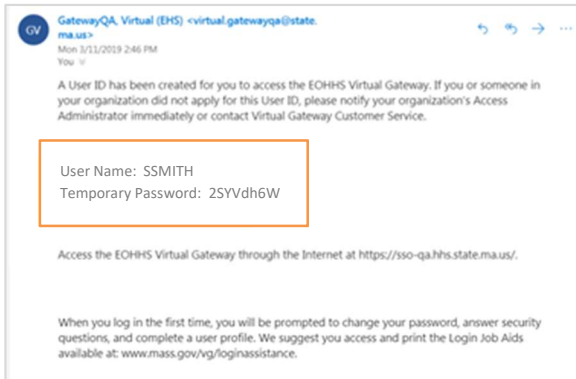 GV
GatewayQA, Virtual (EHS) <virtual.gatewayqa@state.
ma.us>
Mon 3/11/2019 2:46 PM
You
A User ID has been created for you to access the EOHHS Virtual Gateway. If you or someone in
your organization did not apply for this User ID, please notify your organization's Access
Administrator immediately or contact Virtual Gateway Customer Service.
User Name: SSMITH
Temporary Password: 2SYVdh6W
Access the EOHHS Virtual Gateway through the Internet at https://sso-qa.hhs.state.ma.us/.
When you log in the first time, you will be prompted to change your password, answer security
questions, and complete a user profile. We suggest you access and print the Login Job Aids
available at: www.mass.gov/vg/loginassistance.